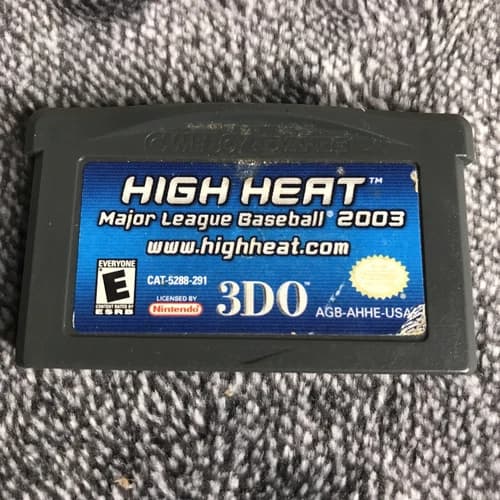 GAME BOY ADVANCE
HIGH HEAT™
Major League Baseball® 2003
www.highheat.com
EVERYONE
E
CONTENT RATED BY
ESRB
CAT-5288-291
LICENSED BY
Nintendo
3DO
AGB-AHHE-USA